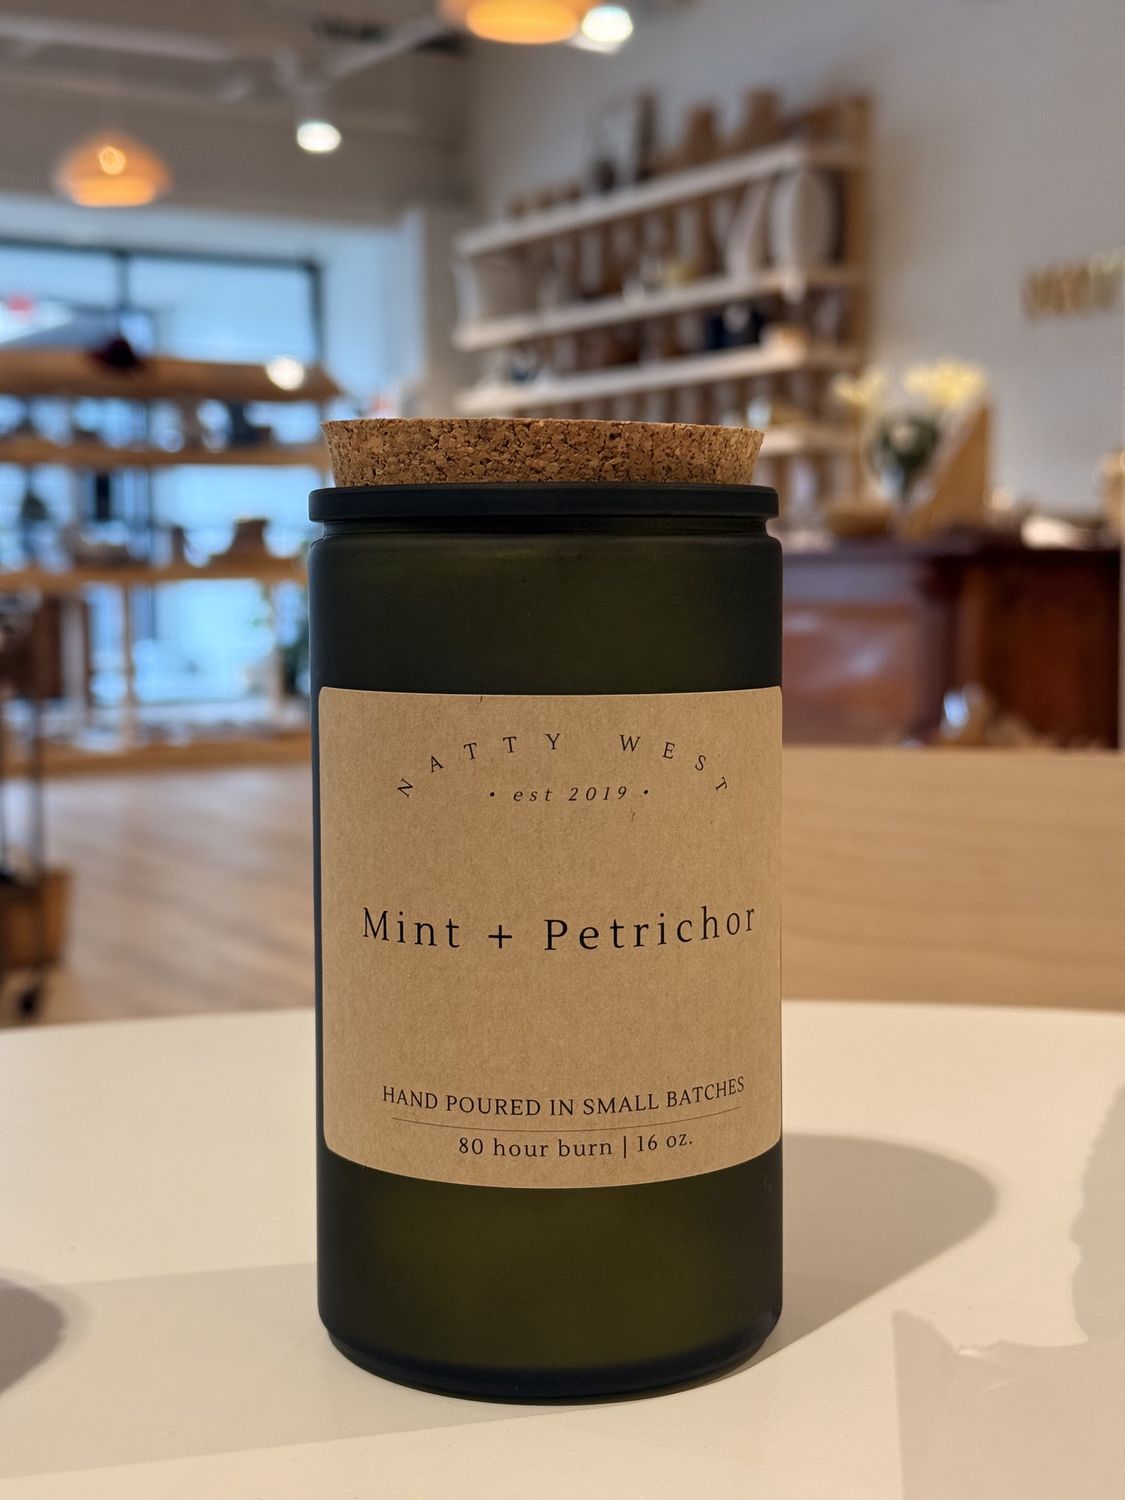 NATTY WEST
• est 2019 •
Mint + Petrichor
HAND POURED IN SMALL BATCHES
80 hour burn | 16 oz.